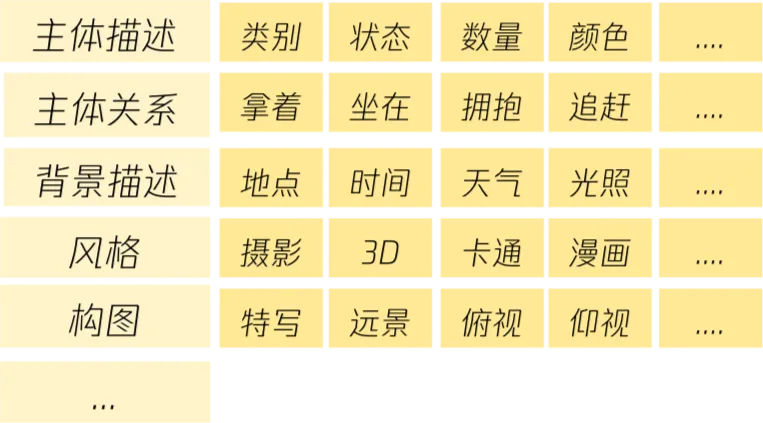 主体描述 类别 状态 数量 颜色 ....
主体关系 拿着 坐在 拥抱 追赶 ....
背景描述 地点 时间 天气 光照 ....
风格 摄影 3D 卡通 漫画 ....
构图 特写 远景 俯视 仰视 ....
...